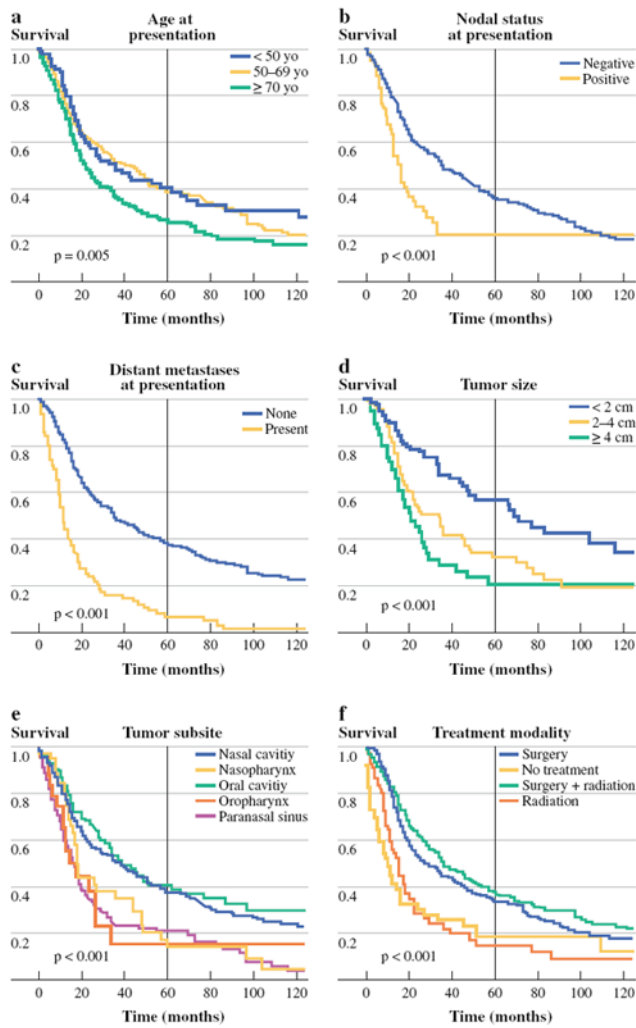 a
Age at
presentation
Survival
1.0
0.8
0.6
0.4
0.2
< 50 yo
50–69 yo
≥ 70 yo
p = 0.005
0 20 40 60 80 100 120
Time (months)
b
Nodal status
at presentation
Survival
1.0
0.8
0.6
0.4
0.2
Negative
Positive
p < 0.001
0 20 40 60 80 100 120
Time (months)
c
Distant metastases
at presentation
Survival
1.0
0.8
0.6
0.4
0.2
None
Present
p < 0.001
0 20 40 60 80 100 120
Time (months)
d
Survival
Tumor size
1.0
0.8
0.6
0.4
0.2
< 2 cm
2–4 cm
≥ 4 cm
p < 0.001
0 20 40 60 80 100 120
Time (months)
e
Survival
Tumor subsite
1.0
0.8
0.6
0.4
0.2
Nasal cavitiy
Nasopharynx
Oral cavitiy
Oropharynx
Paranasal sinus
p < 0.001
0 20 40 60 80 100 120
Time (months)
f
Survival
Treatment modality
1.0
0.8
0.6
0.4
0.2
Surgery
No treatment
Surgery + radiation
Radiation
p < 0.001
0 20 40 60 80 100 120
Time (months)